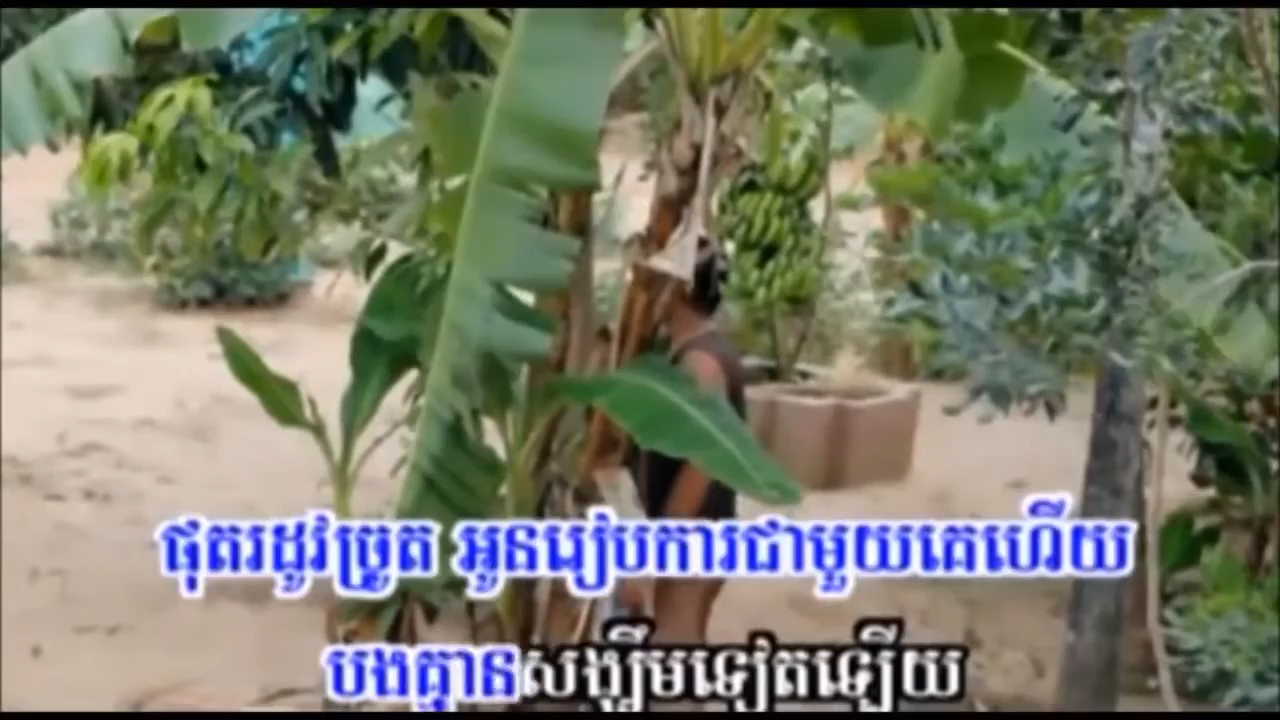 ផុតរដូវច្រូត អូនរៀបការជាមួយគេហើយ
បងគ្មានសង្ឃឹមទៀតឡើយ